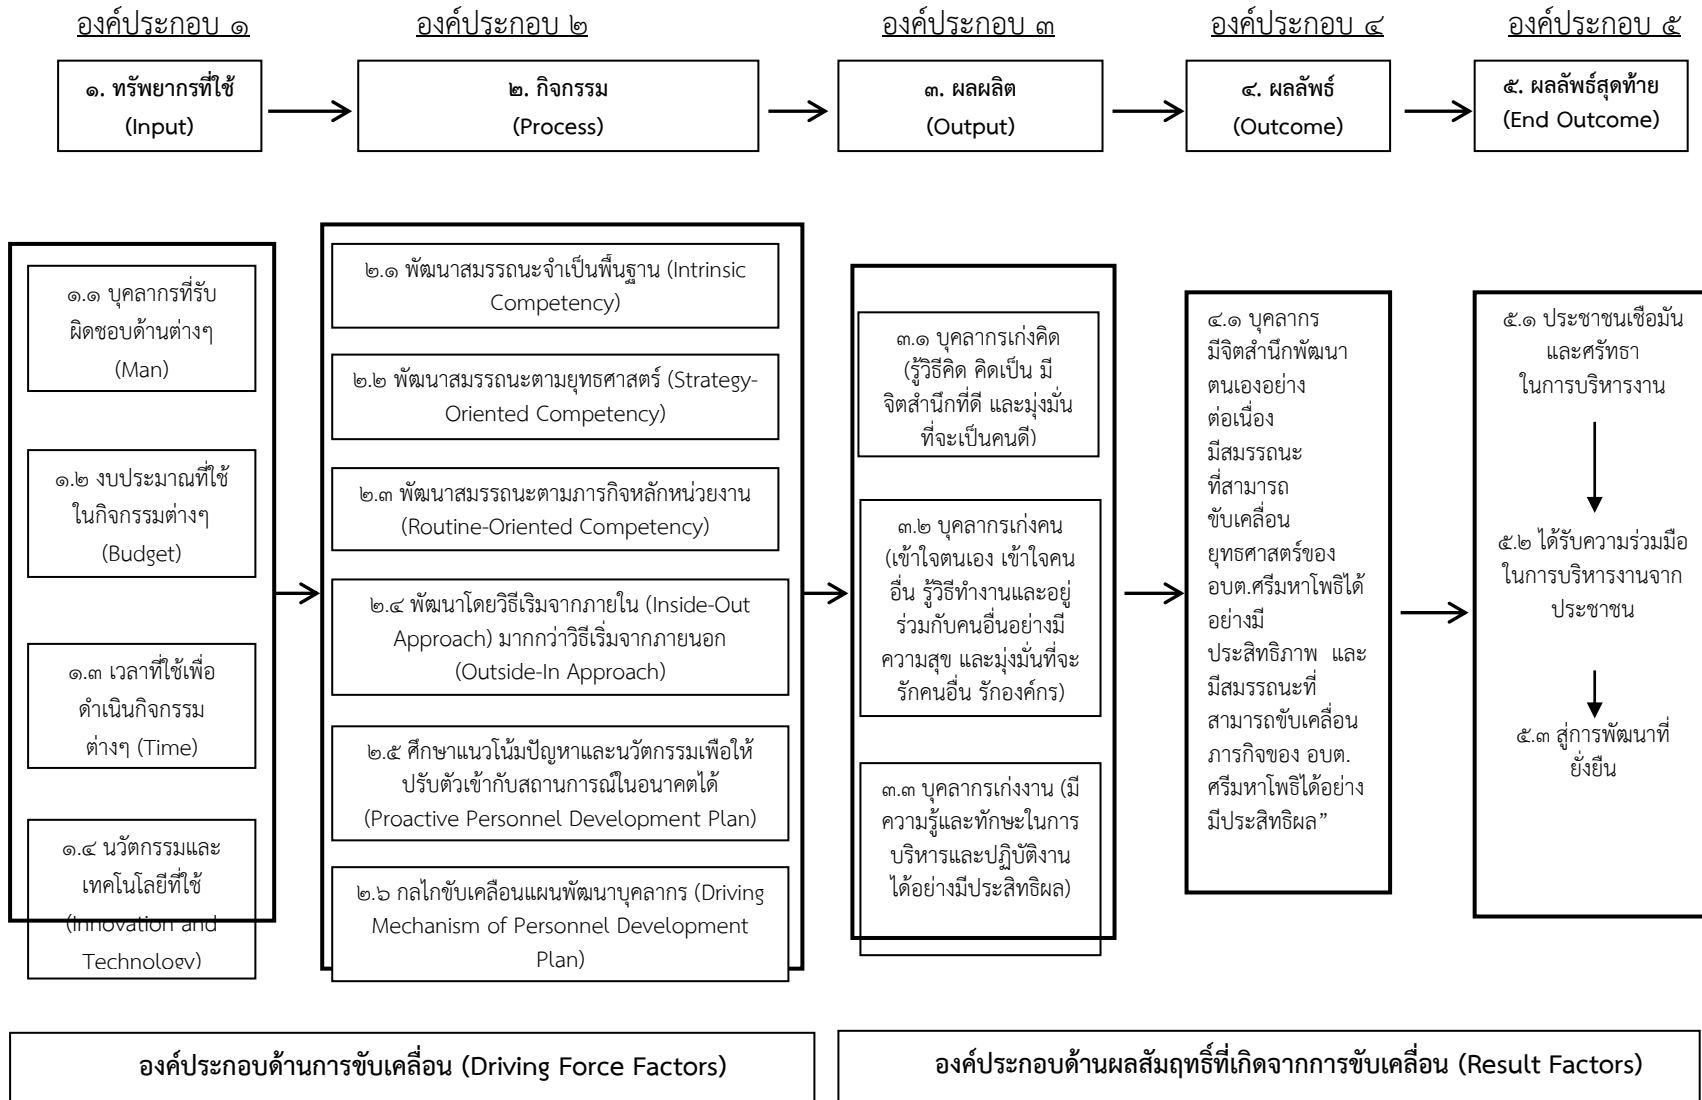 องค์ประกอบ ๑
องค์ประกอบ ๒
องค์ประกอบ ๓
องค์ประกอบ ๔
องค์ประกอบ ๕
๑. ทรัพยากรที่ใช้
(Input)
๒. กิจกรรม
(Process)
๓. ผลผลิต
(Output)
๔. ผลลัพธ์
(Outcome)
๕. ผลลัพธ์สุดท้าย
(End Outcome)
๑.๑ บุคลากรที่รับ
ผิดชอบด้านต่างๆ
(Man)
๑.๒ งบประมาณที่ใช้
ในกิจกรรมต่างๆ
(Budget)
๑.๓ เวลาที่ใช้เพื่อ
ดำเนินกิจกรรม
ต่างๆ (Time)
๑.๔ นวัตกรรมและ
เทคโนโลยีที่ใช้
(Innovation and
Technology)
๒.๑ พัฒนาสมรรถนะจำเป็นพื้นฐาน (Intrinsic
Competency)
๒.๒ พัฒนาสมรรถนะตามยุทธศาสตร์ (Strategy-
Oriented Competency)
๒.๓ พัฒนาสมรรถนะตามภารกิจหลักหน่วยงาน
(Routine-Oriented Competency)
๒.๔ พัฒนาโดยวิธีเริ่มจากภายใน (Inside-Out
Approach) มากกว่าวิธีเริ่มจากภายนอก
(Outside-In Approach)
๒.๕ ศึกษาแนวโน้มปัญหาและนวัตกรรมเพื่อให้
ปรับตัวเข้ากับสถานการณ์ในอนาคตได้
(Proactive Personnel Development Plan)
๒.๖ กลไกขับเคลื่อนแผนพัฒนาบุคลากร (Driving
Mechanism of Personnel Development
Plan)
๓.๑ บุคลากรเก่งคิด
(รู้วิธีคิด คิดเป็น มี
จิตสำนึกที่ดี และมุ่งมั่น
ที่จะเป็นคนดี)
๓.๒ บุคลากรเก่งคน
(เข้าใจตนเอง เข้าใจคน
อื่น รู้วิธีทำงานและอยู่
ร่วมกับคนอื่นอย่างมี
ความสุข และมุ่งมั่นที่จะ
รักคนอื่น รักองค์กร)
๓.๓ บุคลากรเก่งงาน (มี
ความรู้และทักษะในการ
บริหารและปฏิบัติงาน
ได้อย่างมีประสิทธิผล)
๔.๑ บุคลากร
มีจิตสำนึกพัฒนา
ตนเองอย่าง
ต่อเนื่อง
มีสมรรถนะ
ที่สามารถ
ขับเคลื่อน
ยุทธศาสตร์ของ
อบต.ศรีมหาโพธิได้
อย่างมี
ประสิทธิภาพ และ
มีสมรรถนะที่
สามารถขับเคลื่อน
ภารกิจของ อบต.
ศรีมหาโพธิได้อย่าง
มีประสิทธิผล”
๕.๑ ประชาชนเชื่อมั่น
และศรัทธา
ในการบริหารงาน
๕.๒ ได้รับความร่วมมือ
ในการบริหารงานจาก
ประชาชน
๕.๓ สู่การพัฒนาที่
ยั่งยืน
องค์ประกอบด้านการขับเคลื่อน (Driving Force Factors)
องค์ประกอบด้านผลสัมฤทธิ์ที่เกิดจากการขับเคลื่อน (Result Factors)